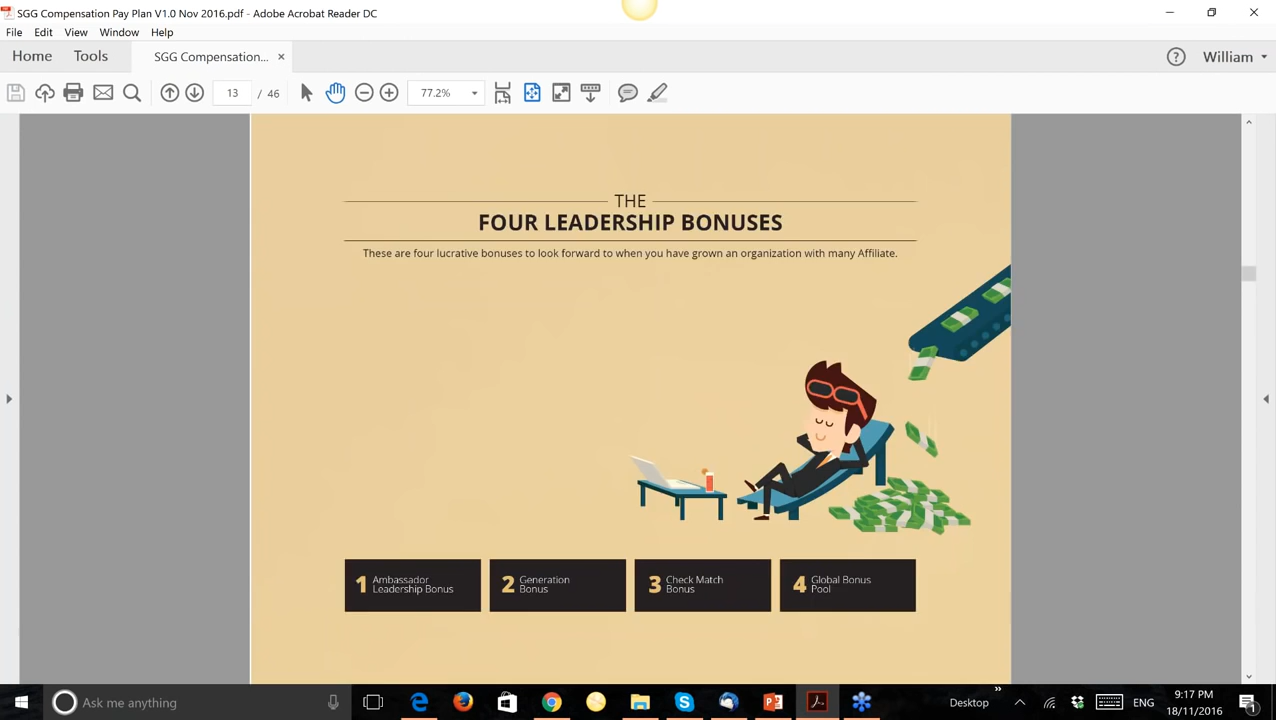 SGG Compensation Pay Plan V1.0 Nov 2016.pdf - Adobe Acrobat Reader DC
File Edit View Window Help
Home Tools SGG Compensation... × William
13 / 46 77.2%
THE
FOUR LEADERSHIP BONUSES
These are four lucrative bonuses to look forward to when you have grown an organization with many Affiliate.
1 Ambassador
Leadership Bonus
2 Generation
Bonus
3 Check Match
Bonus
4 Global Bonus
Pool
Ask me anything
Desktop
ENG
9:17 PM
18/11/2016
1